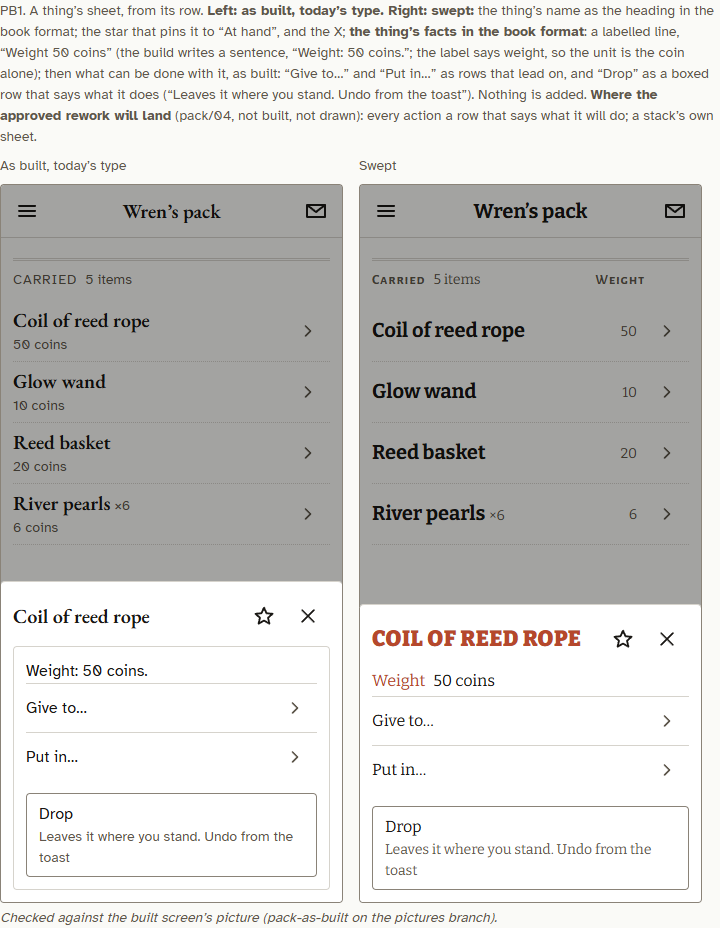 PB1. A thing’s sheet, from its row. Left: as built, today’s type. Right: swept: the thing’s name as the heading in the
book format; the star that pins it to “At hand”, and the X; the thing’s facts in the book format: a labelled line,
“Weight 50 coins” (the build writes a sentence, “Weight: 50 coins.”; the label says weight, so the unit is the coin
alone); then what can be done with it, as built: “Give to…” and “Put in…” as rows that lead on, and “Drop” as a boxed
row that says what it does (“Leaves it where you stand. Undo from the toast”). Nothing is added. Where the
approved rework will land (pack/04, not built, not drawn): every action a row that says what it will do; a stack’s own
sheet.
As built, today’s type
Wren’s pack
CARRIED 5 items
Coil of reed rope
50 coins
Glow wand
10 coins
Reed basket
20 coins
River pearls ×6
6 coins
Coil of reed rope
Weight: 50 coins.
Give to…
Put in…
Drop
Leaves it where you stand. Undo from the
toast
Swept
Wren’s pack
Carried 5 items Weight
Coil of reed rope 50
Glow wand 10
Reed basket 20
River pearls ×6 6
COIL OF REED ROPE
Weight 50 coins
Give to…
Put in…
Drop
Leaves it where you stand. Undo from the
toast
Checked against the built screen’s picture (pack-as-built on the pictures branch).